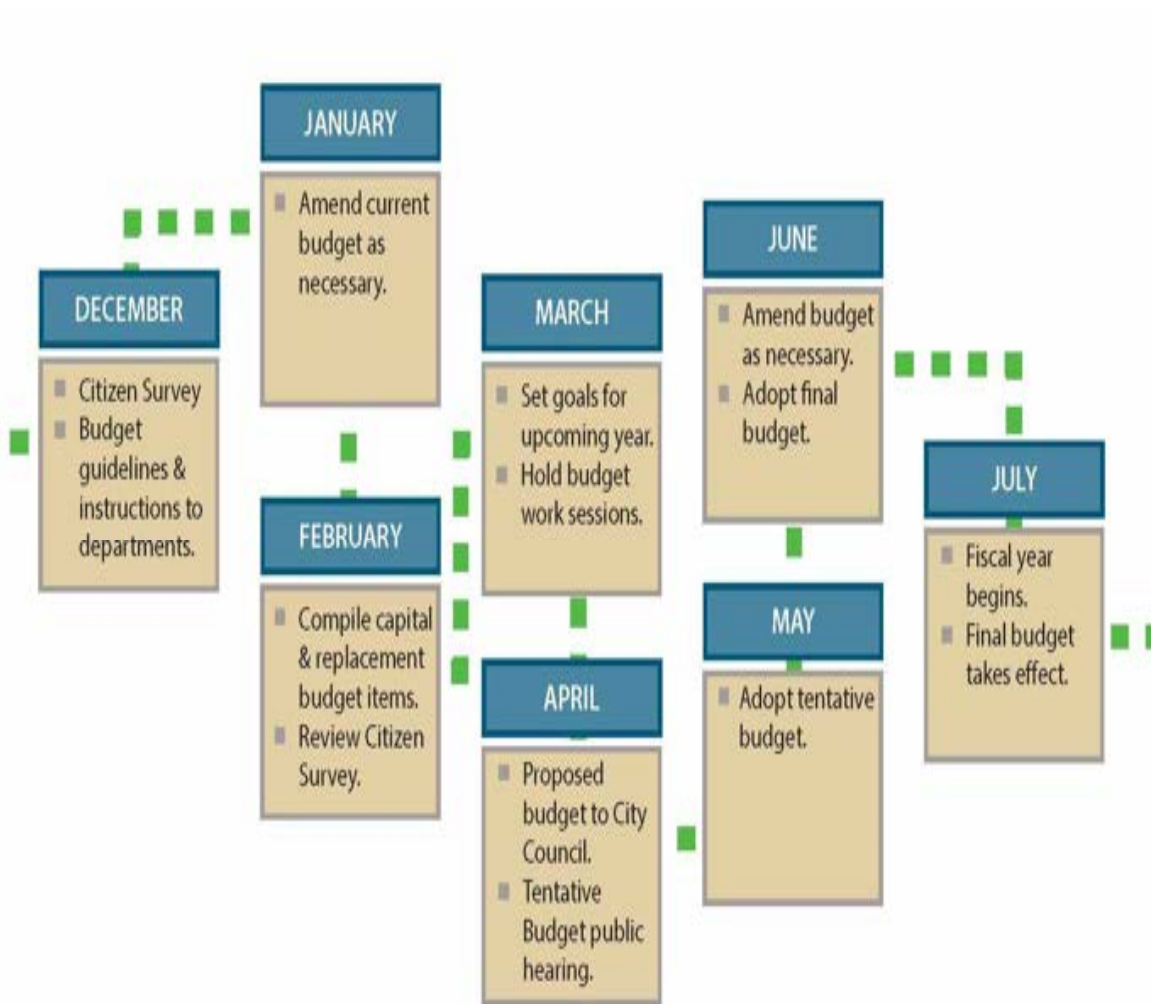 DECEMBER
Citizen Survey
Budget
guidelines &
instructions to
departments.
JANUARY
Amend current
budget as
necessary.
FEBRUARY
Compile capital
& replacement
budget items.
Review Citizen
Survey.
MARCH
Set goals for
upcoming year.
Hold budget
work sessions.
APRIL
Proposed
budget to City
Council.
Tentative
Budget public
hearing.
MAY
Adopt tentative
budget.
JUNE
Amend budget
as necessary.
Adopt final
budget.
JULY
Fiscal year
begins.
Final budget
takes effect.